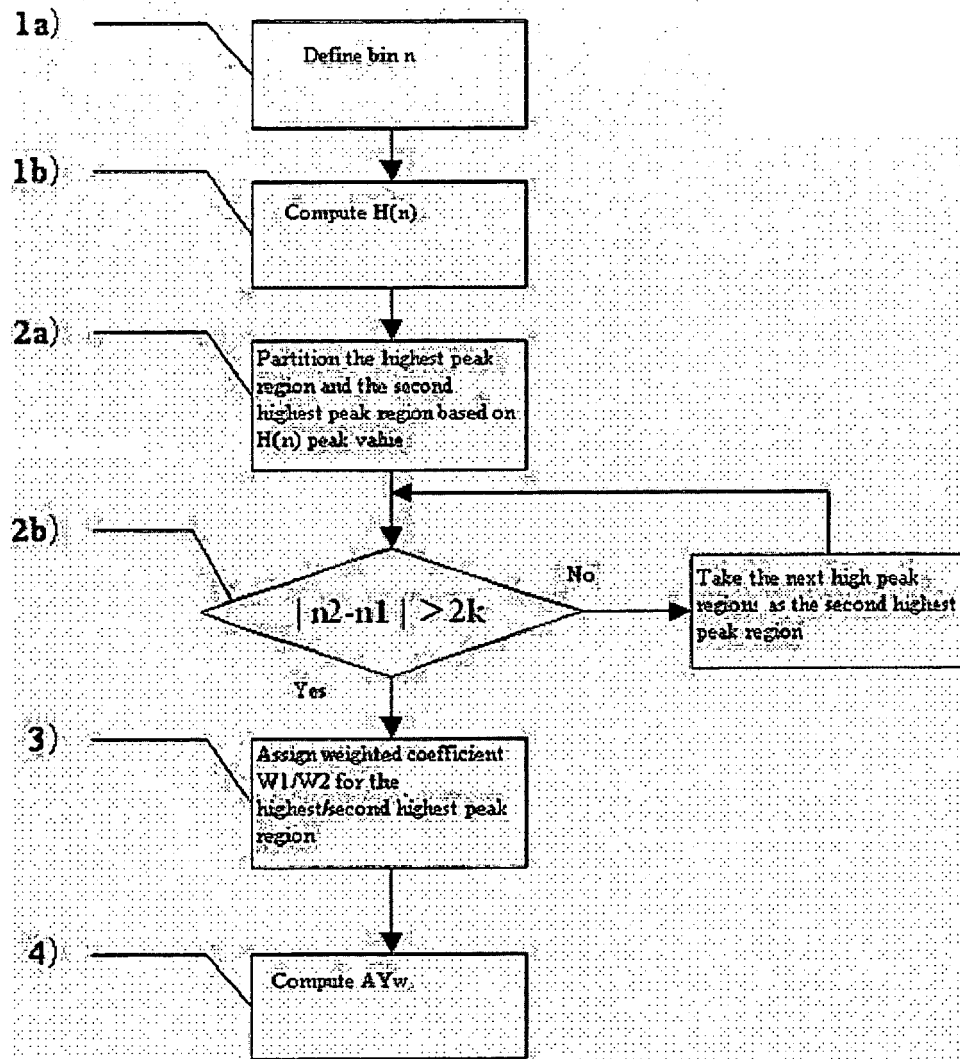 1a)
Define bin n
1b)
Compute H(n)
2a)
Partition the highest peak
region and the second
highest peak region based on
H(n) peak value
2b)
| n2-n1 | >2k
No
Take the next high peak
regions as the second highest
peak region
Yes
3)
Assign weighted coefficient
W1/W2 for the
highest/second highest peak
region
4)
Compute AYw